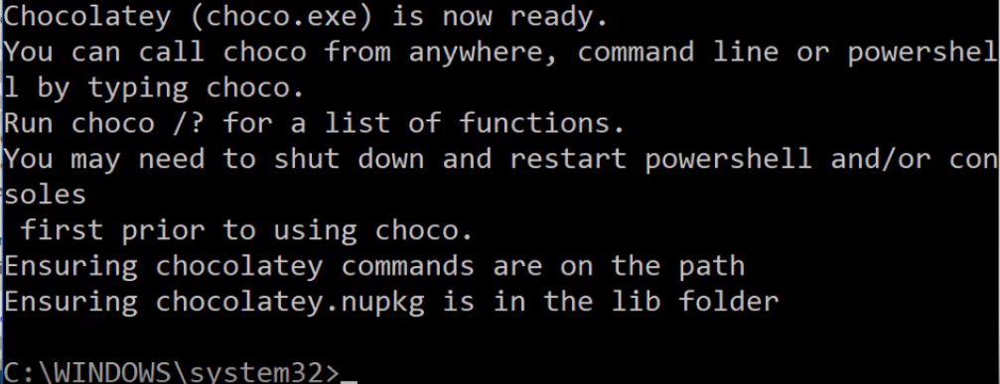 Chocolatey (choco.exe) is now ready.
You can call choco from anywhere, command line or powershel
l by typing choco.
Run choco /? for a list of functions.
You may need to shut down and restart powershell and/or con
soles
 first prior to using choco.
Ensuring chocolatey commands are on the path
Ensuring chocolatey.nupkg is in the lib folder
C:\WINDOWS\system32>_